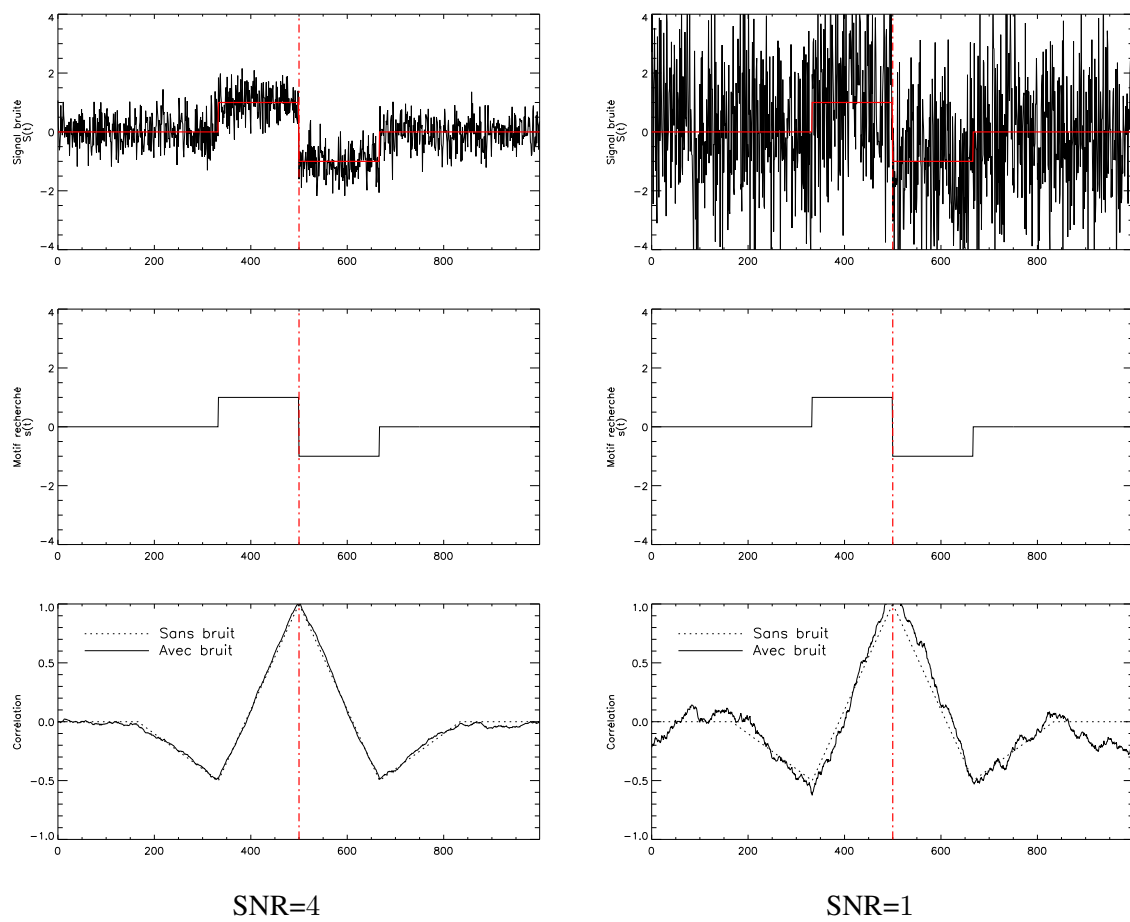 Signal bruité
S(t)
4
2
0
−2
−4
0 200 400 600 800
Signal bruité
S(t)
4
2
0
−2
−4
0 200 400 600 800
Motif recherché
s(t)
4
2
0
−2
−4
0 200 400 600 800
Motif recherché
s(t)
4
2
0
−2
−4
0 200 400 600 800
Corrélation
1.0
0.5
0.0
−0.5
−1.0
Sans bruit
Avec bruit
0 200 400 600 800
Corrélation
1.0
0.5
0.0
−0.5
−1.0
Sans bruit
Avec bruit
0 200 400 600 800
SNR=4
SNR=1